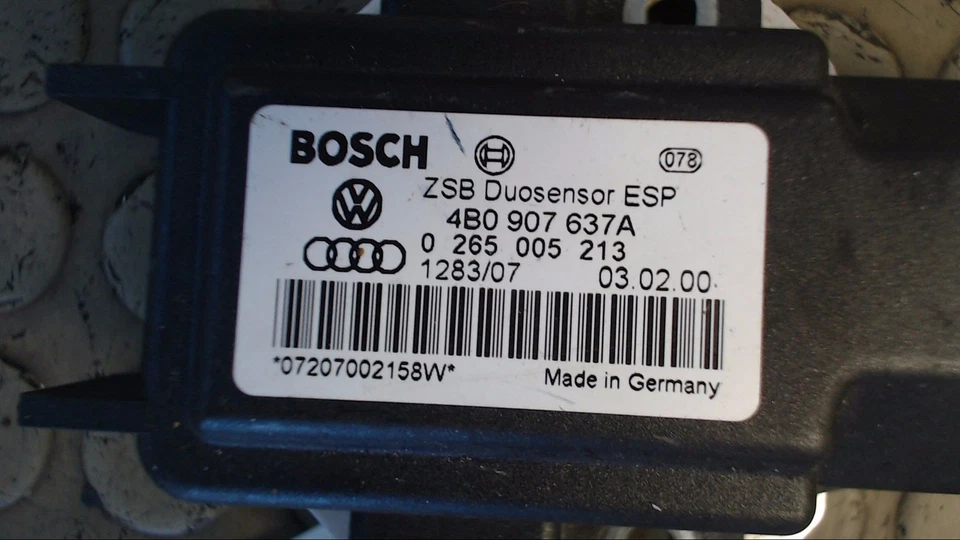 BOSCH
078
ZSB Duosensor ESP
4B0 907 637A
0 265 005 213
1283/07 03.02.00
*07207002158W*
Made in Germany